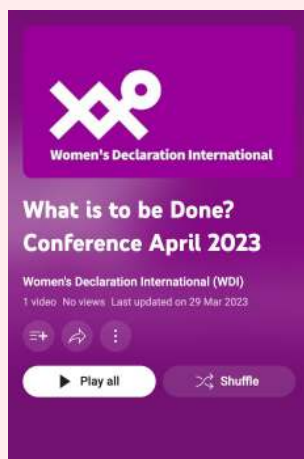 Women's Declaration International
What is to be Done?
Conference April 2023
Women's Declaration International (WDI)
1 video No views Last updated on 29 Mar 2023
Play all
Shuffle